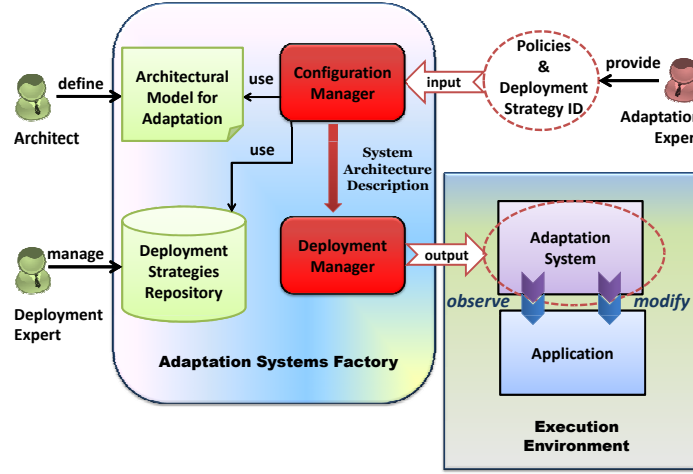 define
Architect
Architectural
Model for
Adaptation
use
Configuration
Manager
input
Policies
&
Deployment
Strategy ID
provide
Adaptation
Exper
use
System
Architecture
Description
manage
Deployment
Expert
Deployment
Strategies
Repository
Deployment
Manager
output
Adaptation
System
observe
modify
Application
Adaptation Systems Factory
Execution
Environment